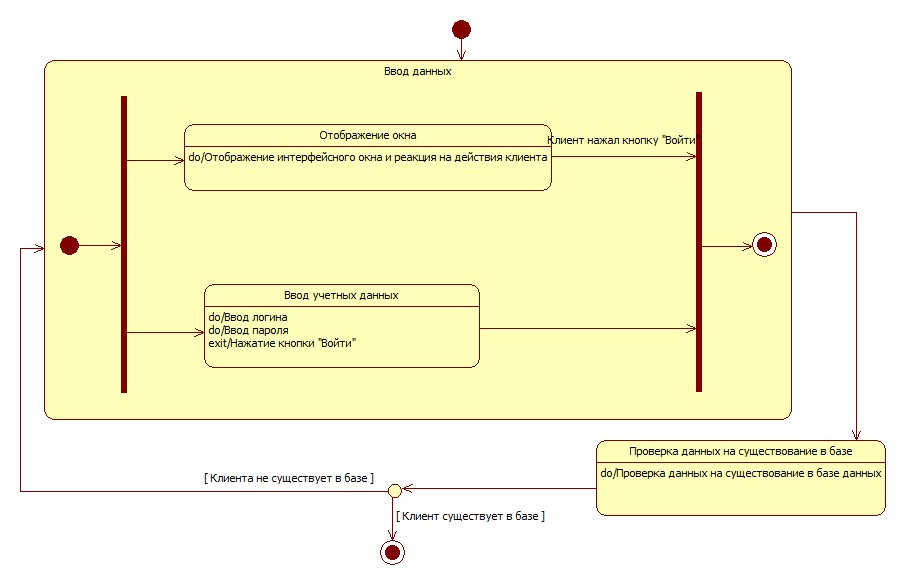 Ввод данных
Отображение окна
do/Отображение интерфейсного окна и реакция на действия клиента
Клиент нажал кнопку "Войти
Ввод учетных данных
do/Ввод логина
do/Ввод пароля
exit/Нажатие кнопки "Войти"
Проверка данных на существование в базе
do/Проверка данных на существование в базе данных
[ Клиента не существует в базе ]
[ Клиент существует в базе ]